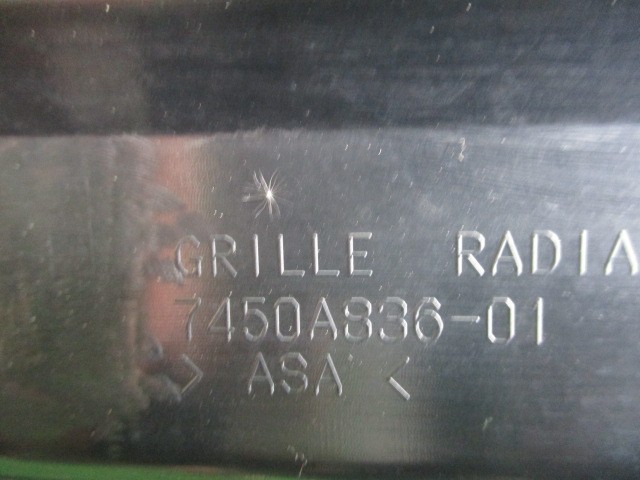 GRILLE RADIA
7450A836-01
> ASA <